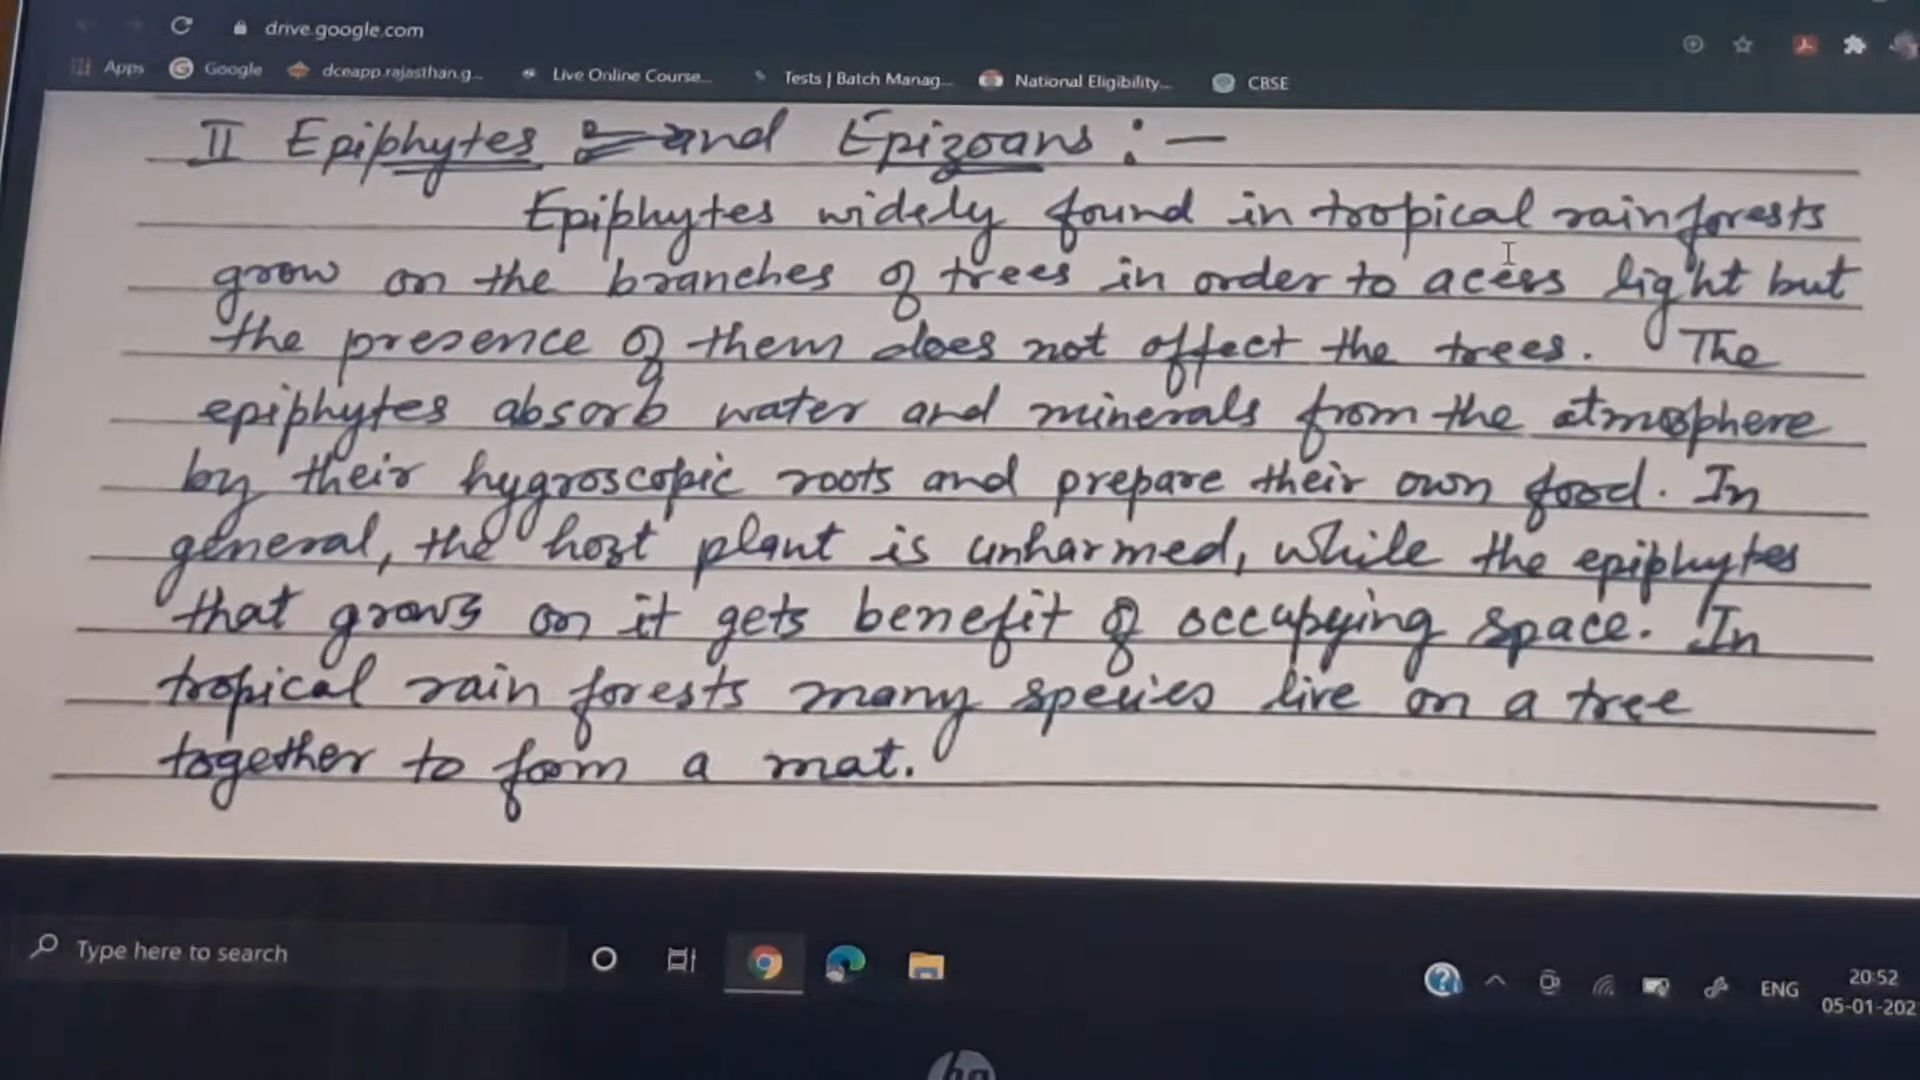 drive.google.com
Apps Google dceapp.rajasthan.g... Live Online Course... Tests | Batch Manag... National Eligibility... CBSE
II Epiphytes and Epizoans :-
Epiphytes widely found in tropical rainforests
grow on the branches of trees in order to acess light but
the presence of them does not affect the trees. The
epiphytes absorb water and minerals from the atmosphere
by their hygroscopic roots and prepare their own food. In
general, the host plant is unharmed, while the epiphytes
that grows on it gets benefit of occupying space. In
tropical rain forests many species live on a tree
together to form a mat.
Type here to search
ENG
20:52
05-01-202
hp